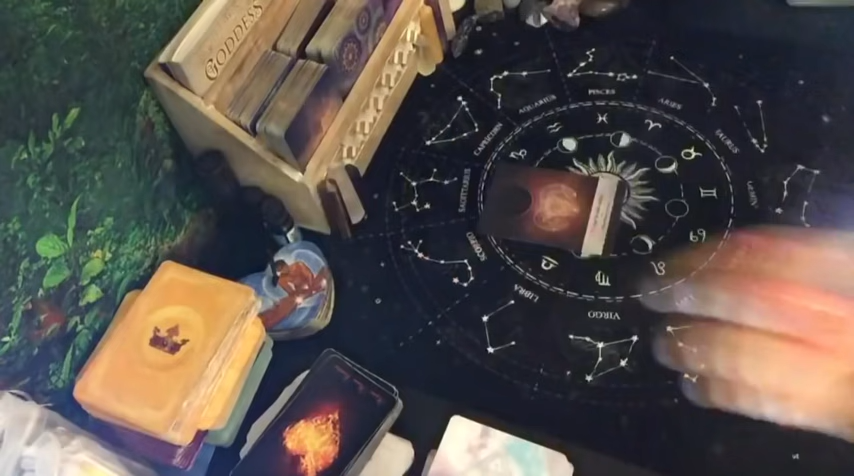 GODDESS
PISCES
AQUARIUS
ARIES
CAPRICORN
TAURUS
SAGITTARIUS
GEMINI
SCORPIO
LIBRA
VIRGO